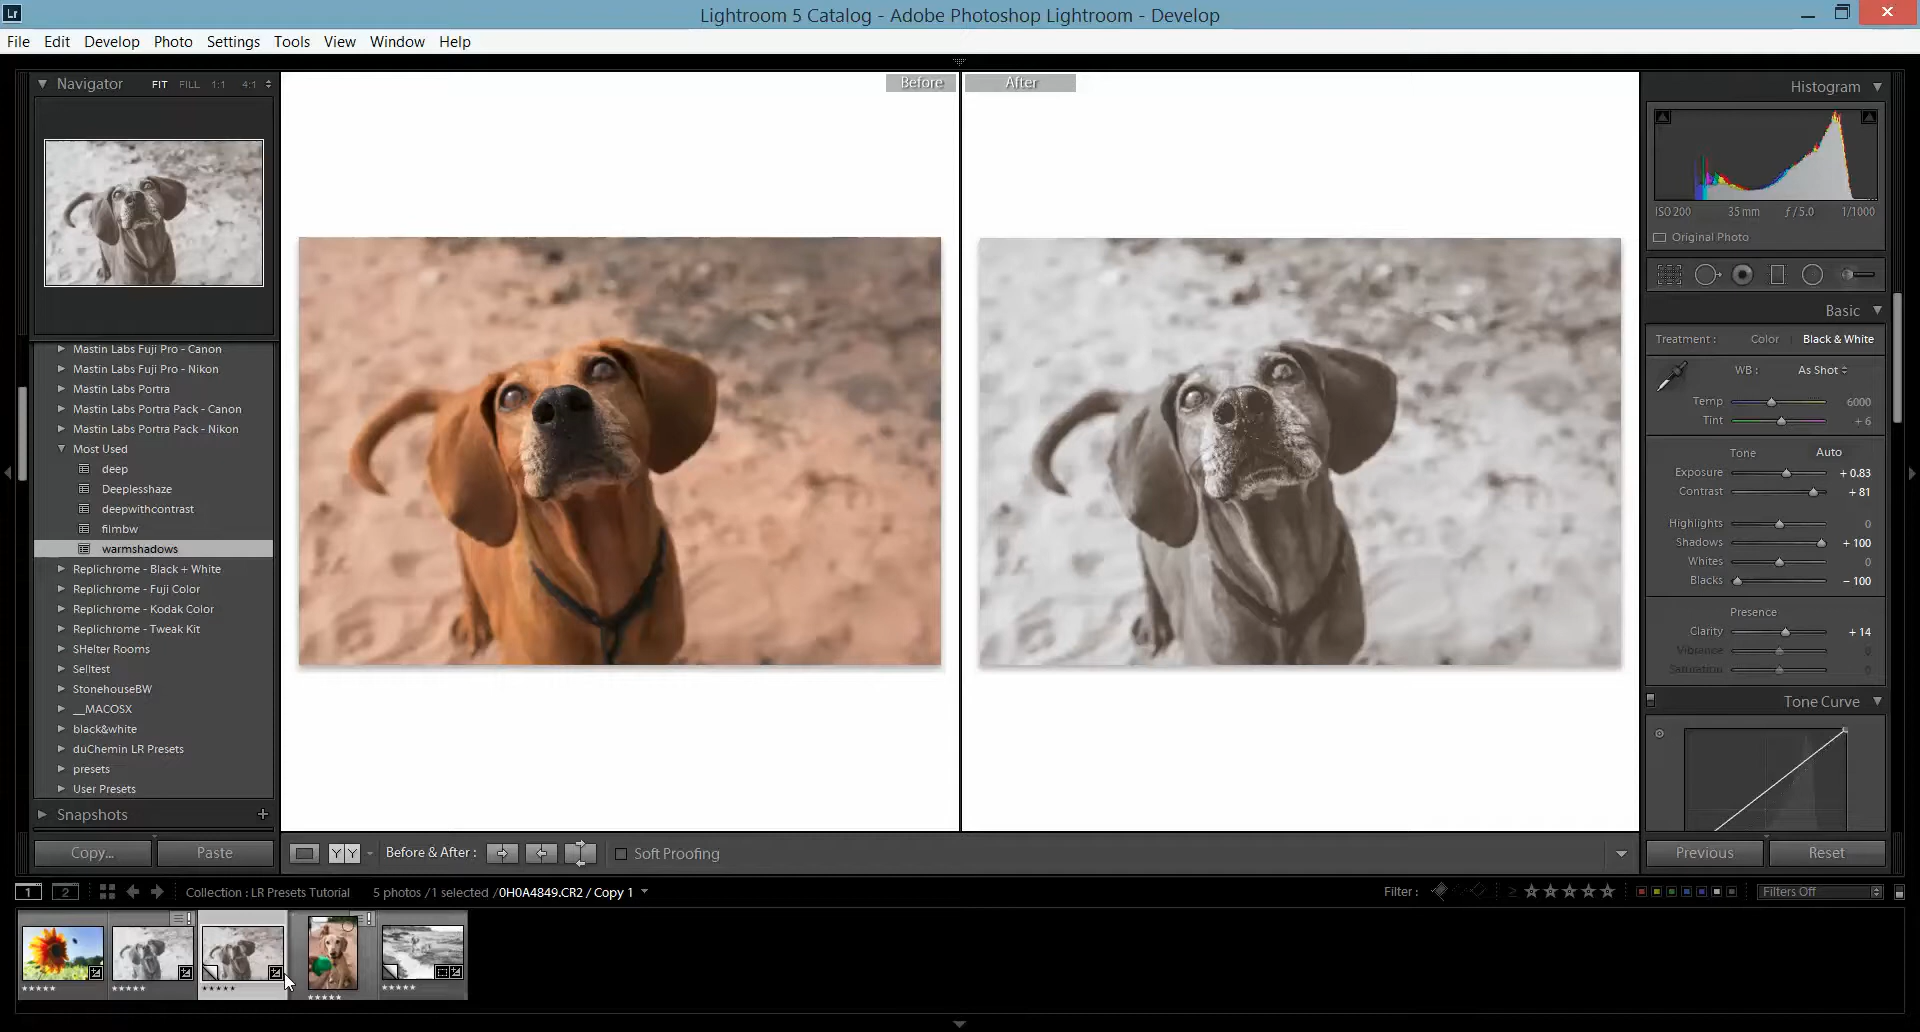 Lr
Lightroom 5 Catalog - Adobe Photoshop Lightroom - Develop
File Edit Develop Photo Settings Tools View Window Help
Navigator FIT FILL 1:1 4:1
Mastin Labs Fuji Pro - Canon
Mastin Labs Fuji Pro - Nikon
Mastin Labs Portra
Mastin Labs Portra Pack - Canon
Mastin Labs Portra Pack - Nikon
Most Used
deep
Deeplesshaze
deepwithcontrast
filmbw
warmshadows
Replichrome - Black + White
Replichrome - Fuji Color
Replichrome - Kodak Color
Replichrome - Tweak Kit
SHelter Rooms
Selltest
StonehouseBW
__MACOSX
black&white
duChemin LR Presets
presets
User Presets
Snapshots +
Copy... Paste
Before After
Histogram
ISO 200 35mm ƒ/5.0 1/1000
Original Photo
Basic
Treatment : Color Black & White
WB : As Shot
Temp 6000
Tint + 6
Tone Auto
Exposure + 0.83
Contrast + 81
Highlights 0
Shadows + 100
Whites 0
Blacks – 100
Presence
Clarity + 14
Vibrance 0
Saturation 0
Tone Curve
Previous Reset
YY Before & After : Soft Proofing
1 2 Collection : LR Presets Tutorial 5 photos / 1 selected / 0H0A4849.CR2 / Copy 1
Filter : ≥ ★★★★★ Filters Off
★★★★★ ★★★★★ ★★★★★ ★★★★★ ★★★★★